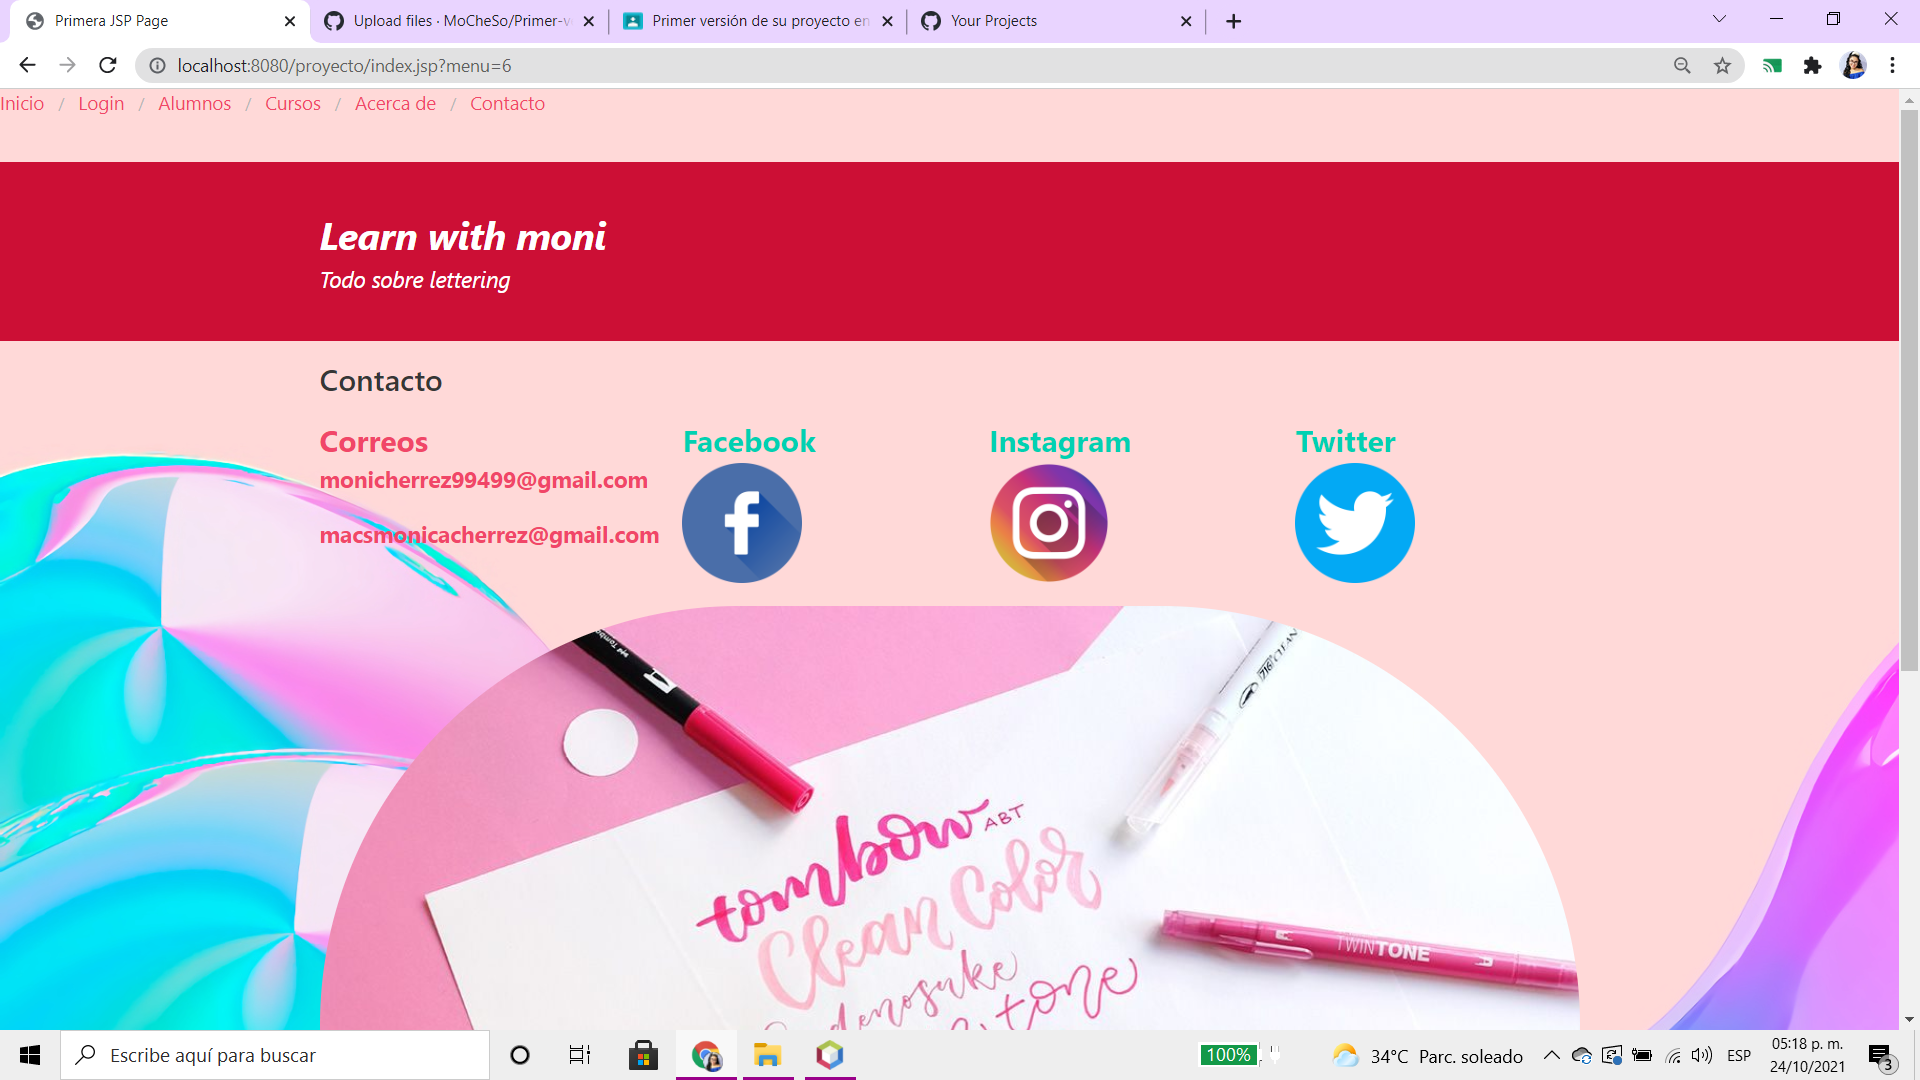 Primera JSP Page
Upload files · MoCheSo/Primer-v
Primer versión de su proyecto en
Your Projects
localhost:8080/proyecto/index.jsp?menu=6
Inicio / Login / Alumnos / Cursos / Acerca de / Contacto
Learn with moni
Todo sobre lettering
Contacto
Correos
Facebook
Instagram
Twitter
monicherrez99499@gmail.com
macsmonicacherrez@gmail.com
tombow ABT
Clean Color
TWINTONE
Escribe aquí para buscar
100%
34°C Parc. soleado
ESP
05:18 p. m.
24/10/2021
3